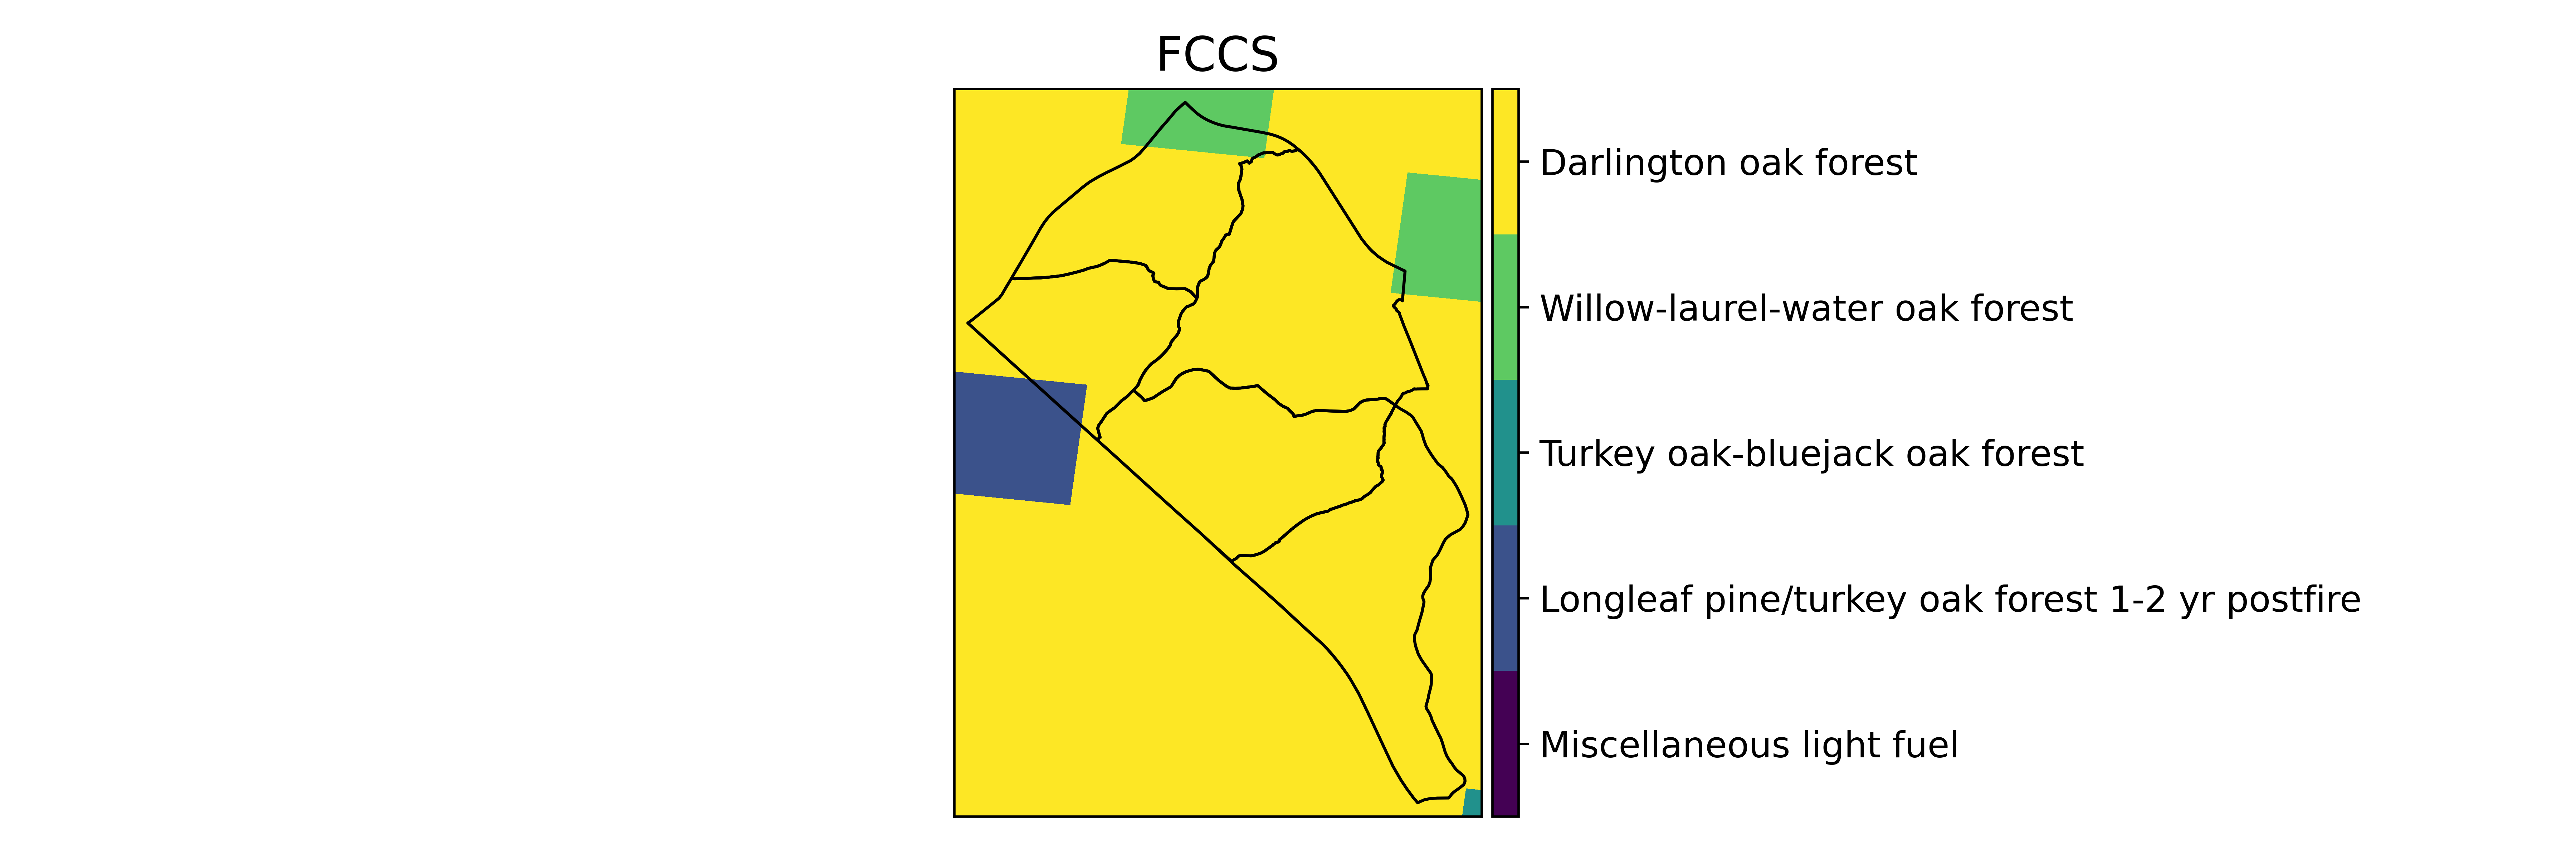 FCCS
Darlington oak forest
Willow-laurel-water oak forest
Turkey oak-bluejack oak forest
Longleaf pine/turkey oak forest 1-2 yr postfire
Miscellaneous light fuel